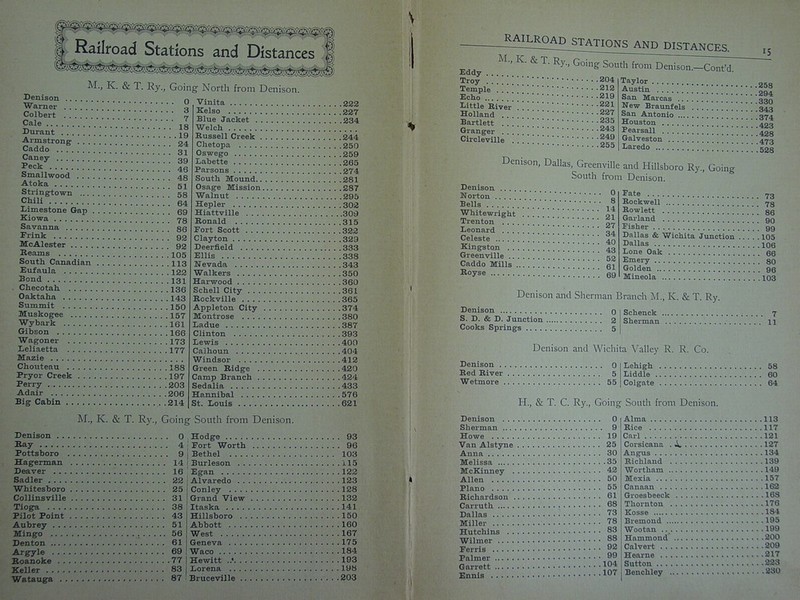 Railroad Stations and Distances
M., K. & T. Ry., Going North from Denison.
Denison 0
Warner 3
Colbert 7
Cale 18
Durant 19
Armstrong 24
Caddo 31
Caney 39
Peck 46
Smallwood 48
Atoka 51
Stringtown 58
Chili 64
Limestone Gap 69
Kiowa 78
Savanna 86
Frink 92
McAlester 92
Reams 105
South Canadian 113
Eufaula 122
Bond 131
Checotah 136
Oaktaha 143
Summit 150
Muskogee 157
Wybark 161
Gibson 166
Wagoner 173
Leliaetta 177
Mazie
Chouteau 188
Pryor Creek 197
Perry 203
Adair 206
Big Cabin 214
Vinita 222
Kelso 227
Blue Jacket 234
Welch
Russell Creek 244
Chetopa 250
Oswego 259
Labette 265
Parsons 274
South Mound 281
Osage Mission 287
Walnut 295
Hepler 302
Hiattville 309
Ronald 315
Fort Scott 322
Clayton 329
Deerfield 333
Ellis 338
Nevada 343
Walkers 350
Harwood 360
Schell City 361
Rockville 365
Appleton City 374
Montrose 380
Ladue 387
Clinton 393
Lewis 400
Calhoun 404
Windsor 412
Green Ridge 420
Camp Branch 424
Sedalia 433
Hannibal 576
St. Louis 621
M., K. & T. Ry., Going South from Denison.
Denison 0
Ray 4
Pottsboro 9
Hagerman 14
Deaver 16
Sadler 22
Whitesboro 25
Collinsville 31
Tioga 38
Pilot Point 43
Aubrey 51
Mingo 56
Denton 61
Argyle 69
Roanoke 77
Keller 83
Watauga 87
Hodge 93
Fort Worth 96
Bethel 103
Burleson 115
Egan 122
Alvaredo 123
Conley 128
Grand View 132
Itaska 141
Hillsboro 150
Abbott 160
West 167
Geneva 175
Waco 184
Hewitt 193
Lorena 198
Bruceville 203
RAILROAD STATIONS AND DISTANCES. 15
M., K. & T. Ry., Going South from Denison.—Cont'd.
Eddy 204
Troy 212
Temple 219
Echo 221
Little River 227
Holland 235
Bartlett 243
Granger 249
Circleville 255
Taylor 258
Austin 294
San Marcas 330
New Braunfels 343
San Antonio 374
Houston 423
Pearsall 428
Galveston 473
Laredo 528
Denison, Dallas, Greenville and Hillsboro Ry., Going
South from Denison.
Denison 0
Norton 8
Bells 14
Whitewright 21
Trenton 27
Leonard 34
Celeste 40
Kingston 43
Greenville 52
Caddo Mills 61
Royse 69
Fate 73
Rockwell 78
Rowlett 86
Garland 90
Fisher 99
Dallas & Wichita Junction 105
Dallas 106
Lone Oak 66
Emery 80
Golden 96
Mineola 103
Denison and Sherman Branch M., K. & T. Ry.
Denison 0
S. D. & D. Junction 2
Cooks Springs 5
Schenck 7
Sherman 11
Denison and Wichita Valley R. R. Co.
Denison 0
Red River 5
Wetmore 55
Lehigh 58
Liddle 60
Colgate 64
H., & T. C. Ry., Going South from Denison.
Denison 0
Sherman 9
Howe 19
Van Alstyne 25
Anna 30
Melissa 35
McKinney 42
Allen 50
Plano 55
Richardson 61
Carruth 68
Dallas 73
Miller 78
Hutchins 83
Wilmer 88
Ferris 92
Palmer 99
Garrett 104
Ennis 107
Alma 113
Rice 117
Carl 121
Corsicana 127
Angus 134
Richland 139
Wortham 149
Mexia 157
Canaan 162
Groesbeeck 168
Thornton 176
Kosse 184
Bremond 195
Wootan 199
Hammond 200
Calvert 209
Hearne 217
Sutton 223
Benchley 230